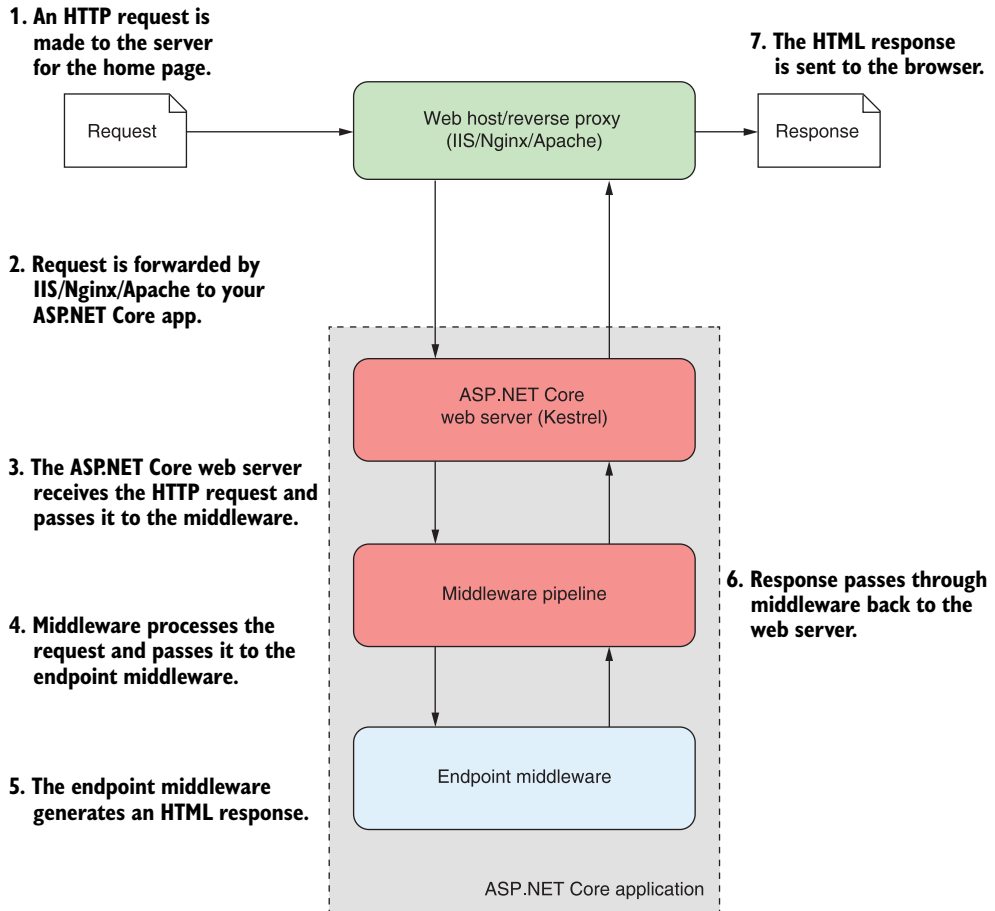 1. An HTTP request is
made to the server
for the home page.
7. The HTML response
is sent to the browser.
Request
Web host/reverse proxy
(IIS/Nginx/Apache)
Response
2. Request is forwarded by
IIS/Nginx/Apache to your
ASP.NET Core app.
ASP.NET Core
web server (Kestrel)
3. The ASP.NET Core web server
receives the HTTP request and
passes it to the middleware.
Middleware pipeline
6. Response passes through
middleware back to the
web server.
4. Middleware processes the
request and passes it to the
endpoint middleware.
Endpoint middleware
5. The endpoint middleware
generates an HTML response.
ASP.NET Core application